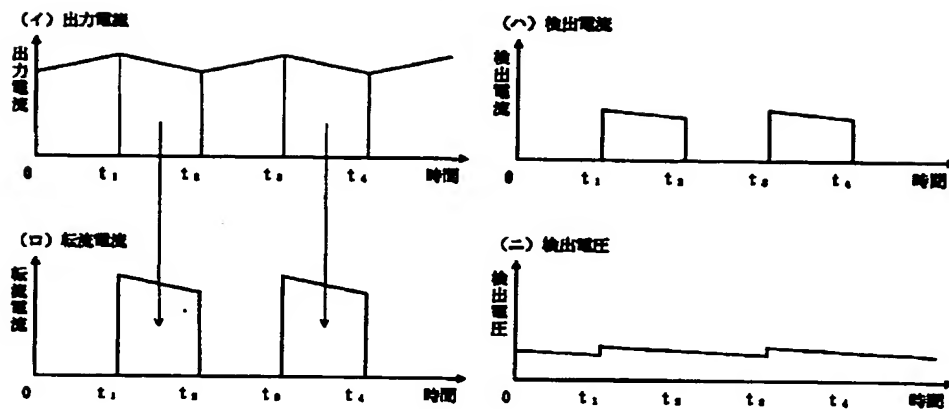 (イ) 出力電流
出力電流
0 t₁ t₂ t₃ t₄ 時間
(ロ) 転流電流
転流電流
0 t₁ t₂ t₃ t₄ 時間
(ハ) 検出電流
検出電流
0 t₁ t₂ t₃ t₄ 時間
(ニ) 検出電圧
検出電圧
0 t₁ t₂ t₃ t₄ 時間